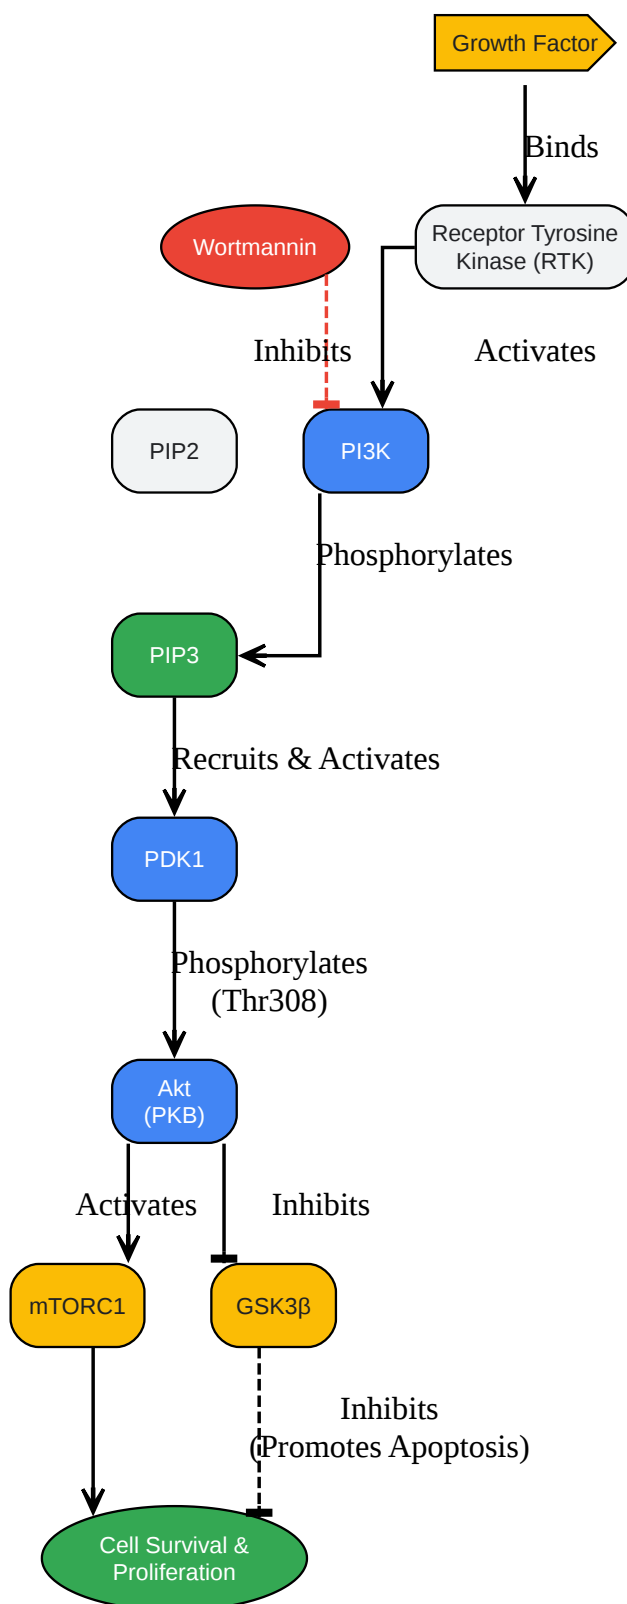 Growth Factor
Binds
Receptor Tyrosine
Kinase (RTK)
Wortmannin
Inhibits
Activates
PIP2
PI3K
Phosphorylates
PIP3
Recruits & Activates
PDK1
Phosphorylates
(Thr308)
Akt
(PKB)
Activates
Inhibits
mTORC1
GSK3β
Inhibits
(Promotes Apoptosis)
Cell Survival &
Proliferation